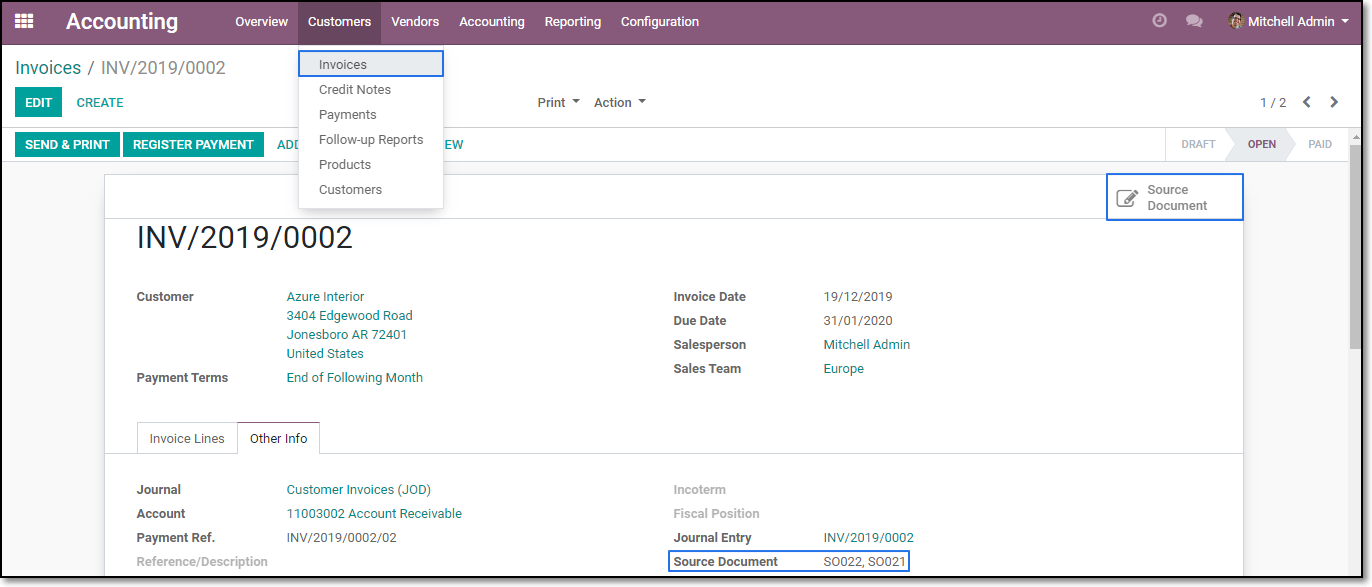 Accounting Overview Customers Vendors Accounting Reporting Configuration Mitchell Admin
Invoices / INV/2019/0002
EDIT CREATE Print Action 1 / 2
SEND & PRINT REGISTER PAYMENT DRAFT OPEN PAID
Invoices
Credit Notes
Payments
Follow-up Reports
Products
Customers
Source
Document
INV/2019/0002
Customer Azure Interior
3404 Edgewood Road
Jonesboro AR 72401
United States
Payment Terms End of Following Month
Invoice Date 19/12/2019
Due Date 31/01/2020
Salesperson Mitchell Admin
Sales Team Europe
Invoice Lines Other Info
Journal Customer Invoices (JOD)
Account 11003002 Account Receivable
Payment Ref. INV/2019/0002/02
Reference/Description
Incoterm
Fiscal Position
Journal Entry INV/2019/0002
Source Document SO022, SO021